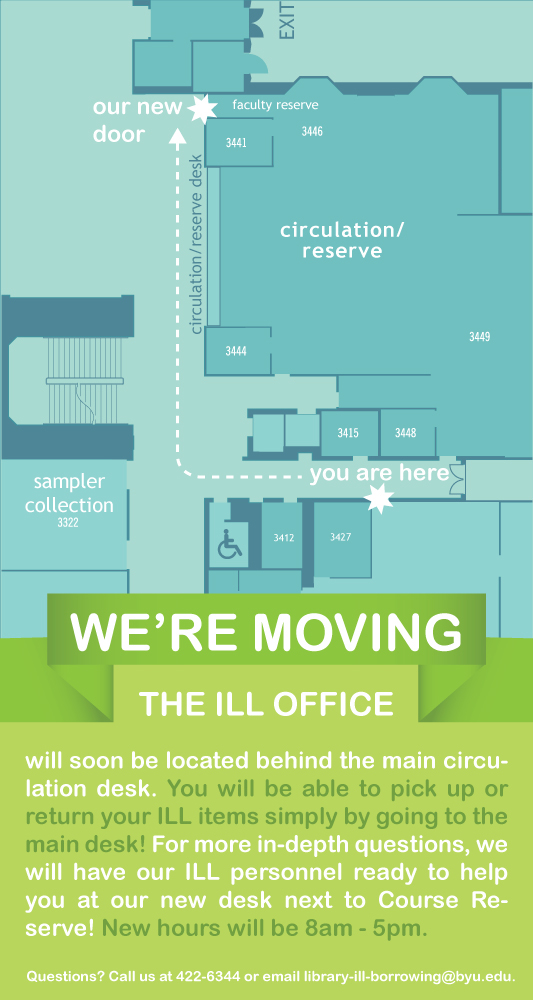 EXIT
our new
door
faculty reserve
3441
3446
circulation/reserve desk
circulation/
reserve
3449
3444
3415
3448
you are here
sampler
collection
3322
3412
3427
WE'RE MOVING
THE ILL OFFICE
will soon be located behind the main circu-
lation desk. You will be able to pick up or
return your ILL items simply by going to the
main desk! For more in-depth questions, we
will have our ILL personnel ready to help
you at our new desk next to Course Re-
serve! New hours will be 8am - 5pm.
Questions? Call us at 422-6344 or email library-ill-borrowing@byu.edu.